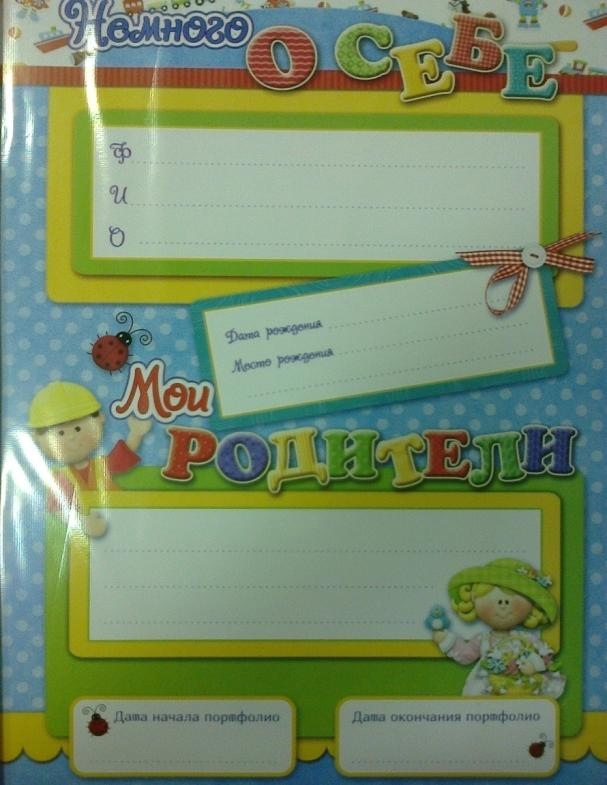 Немного
О СЕБЕ
Ф
И
О
Дата рождения
Место рождения
Мои
РОДИТЕЛИ
Дата начала портфолио
Дата окончания портфолио